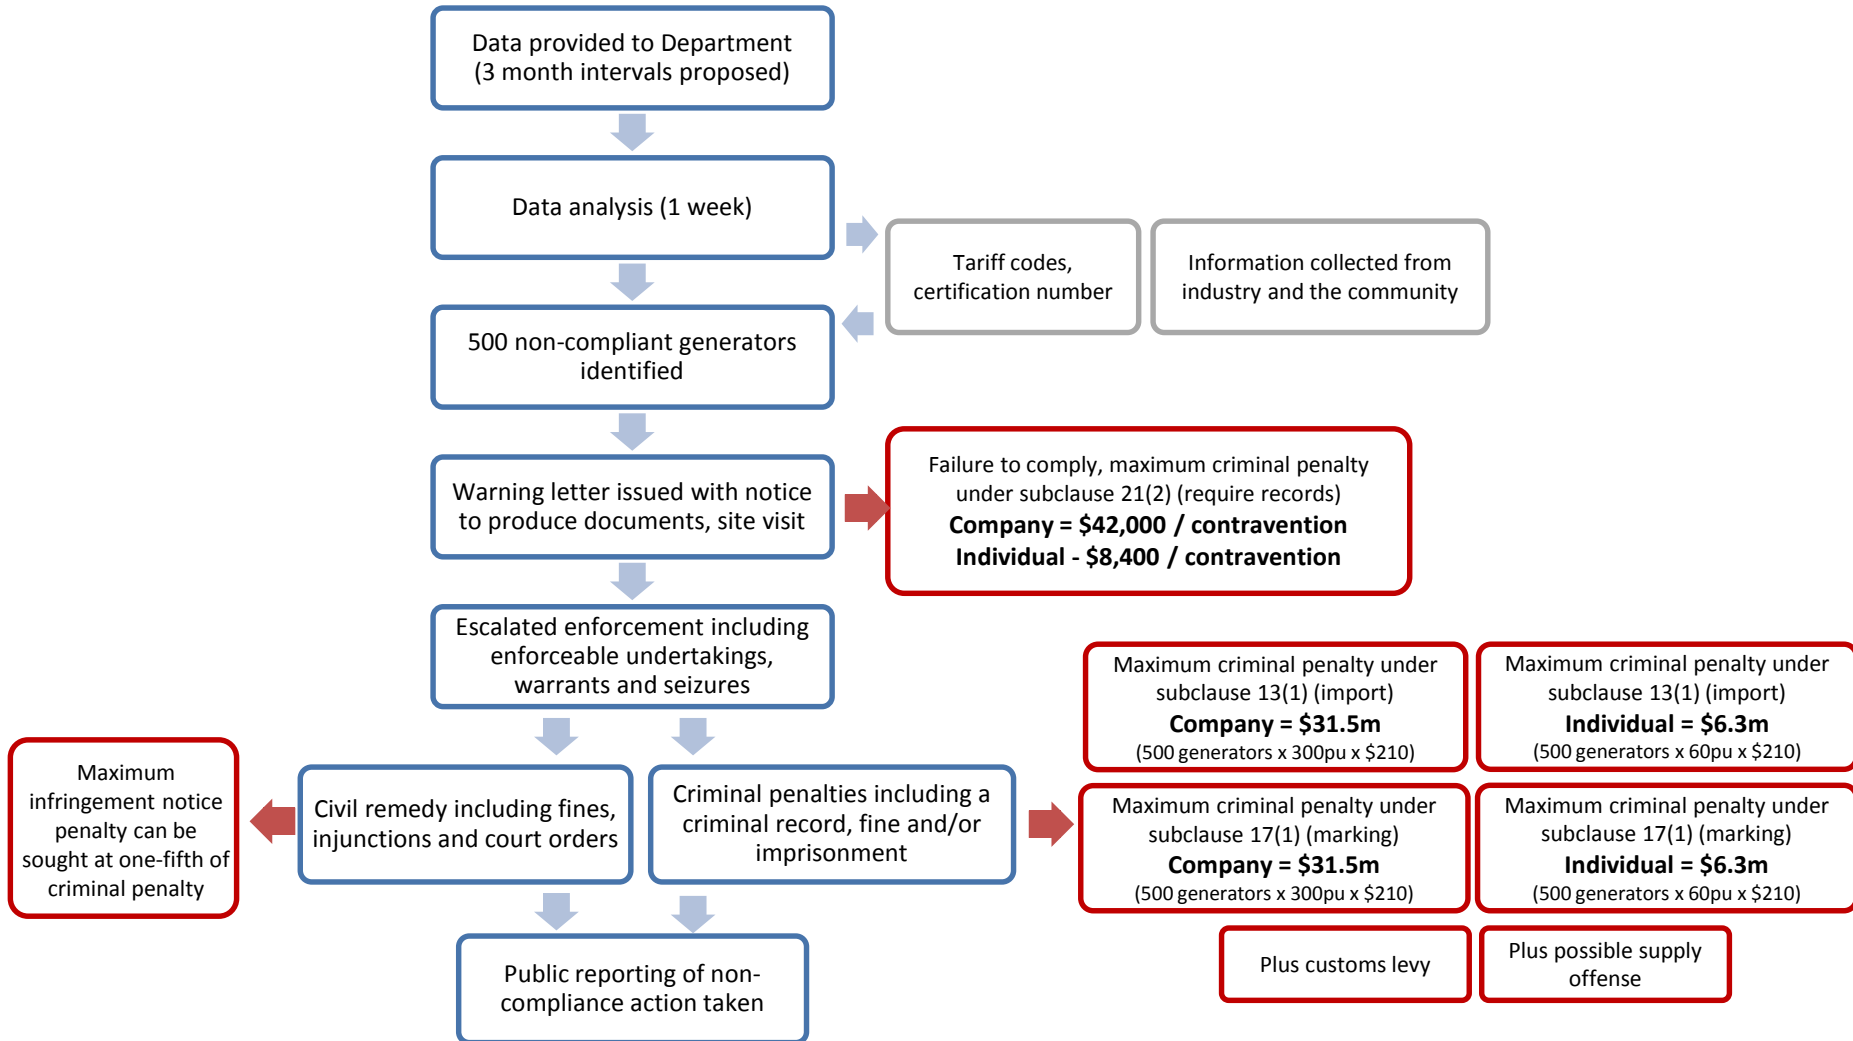 Data provided to Department
(3 month intervals proposed)
Data analysis (1 week)
Tariff codes,
certification number
Information collected from
industry and the community
500 non-compliant generators
identified
Warning letter issued with notice
to produce documents, site visit
Failure to comply, maximum criminal penalty
under subclause 21(2) (require records)
Company = $42,000 / contravention
Individual - $8,400 / contravention
Escalated enforcement including
enforceable undertakings,
warrants and seizures
Maximum
infringement notice
penalty can be
sought at one-fifth of
criminal penalty
Civil remedy including fines,
injunctions and court orders
Criminal penalties including a
criminal record, fine and/or
imprisonment
Maximum criminal penalty under
subclause 13(1) (import)
Company = $31.5m
(500 generators x 300pu x $210)
Maximum criminal penalty under
subclause 13(1) (import)
Individual = $6.3m
(500 generators x 60pu x $210)
Maximum criminal penalty under
subclause 17(1) (marking)
Company = $31.5m
(500 generators x 300pu x $210)
Maximum criminal penalty under
subclause 17(1) (marking)
Individual = $6.3m
(500 generators x 60pu x $210)
Plus customs levy
Plus possible supply
offense
Public reporting of non-
compliance action taken